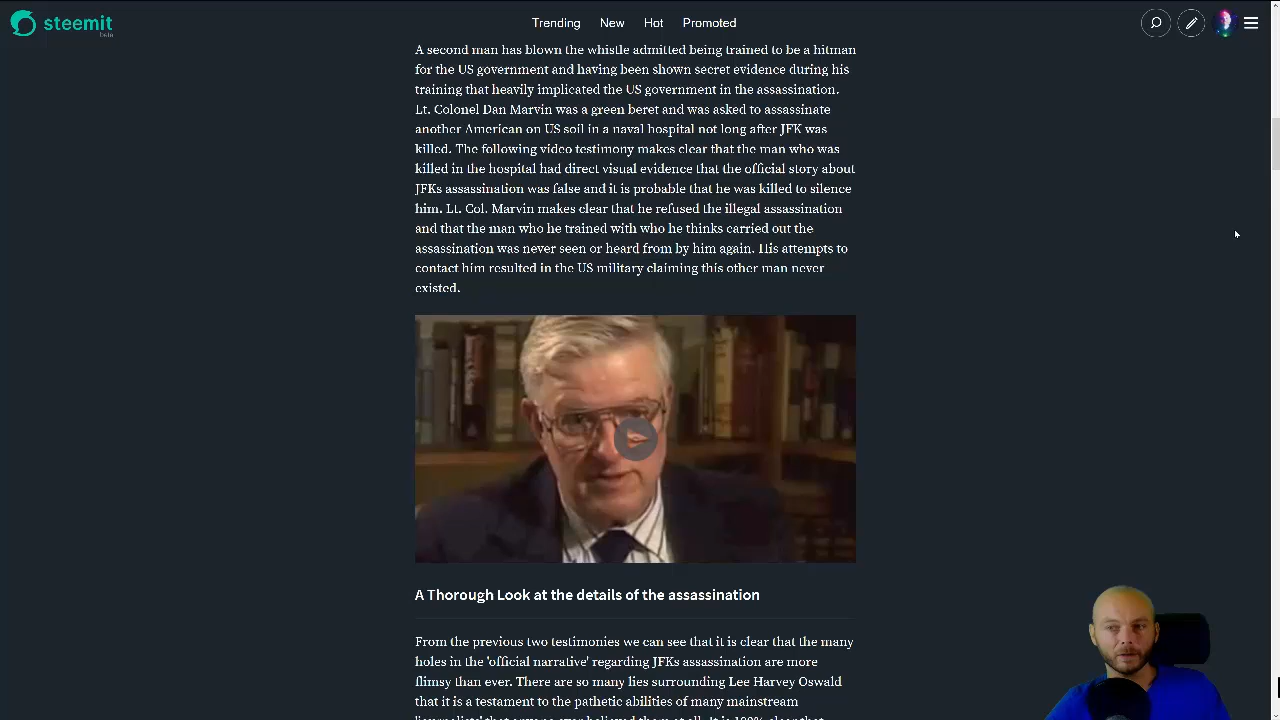 steemit
beta
Trending
New
Hot
Promoted
A second man has blown the whistle admitted being trained to be a hitman
for the US government and having been shown secret evidence during his
training that heavily implicated the US government in the assassination.
Lt. Colonel Dan Marvin was a green beret and was asked to assassinate
another American on US soil in a naval hospital not long after JFK was
killed. The following video testimony makes clear that the man who was
killed in the hospital had direct visual evidence that the official story about
JFKs assassination was false and it is probable that he was killed to silence
him. Lt. Col. Marvin makes clear that he refused the illegal assassination
and that the man who he trained with who he thinks carried out the
assassination was never seen or heard from by him again. His attempts to
contact him resulted in the US military claiming this other man never
existed.
A Thorough Look at the details of the assassination
From the previous two testimonies we can see that it is clear that the many
holes in the 'official narrative' regarding JFKs assassination are more
flimsy than ever. There are so many lies surrounding Lee Harvey Oswald
that it is a testament to the pathetic abilities of many mainstream